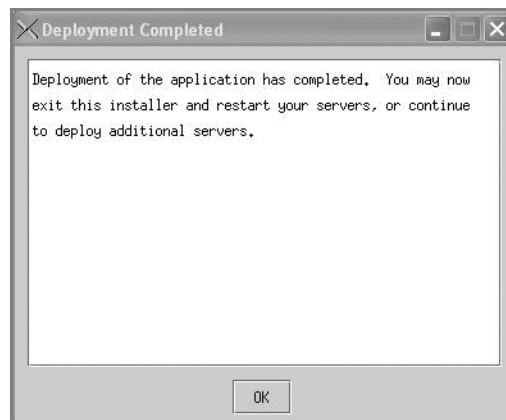 Deployment Completed
Deployment of the application has completed.  You may now
exit this installer and restart your servers, or continue
to deploy additional servers.
OK